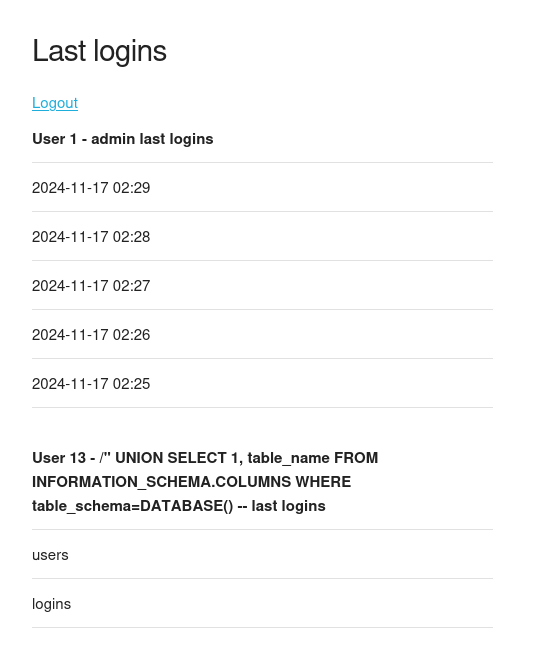 Last logins
Logout
User 1 - admin last logins
2024-11-17 02:29
2024-11-17 02:28
2024-11-17 02:27
2024-11-17 02:26
2024-11-17 02:25
User 13 - /" UNION SELECT 1, table_name FROM
INFORMATION_SCHEMA.COLUMNS WHERE
table_schema=DATABASE() -- last logins
users
logins